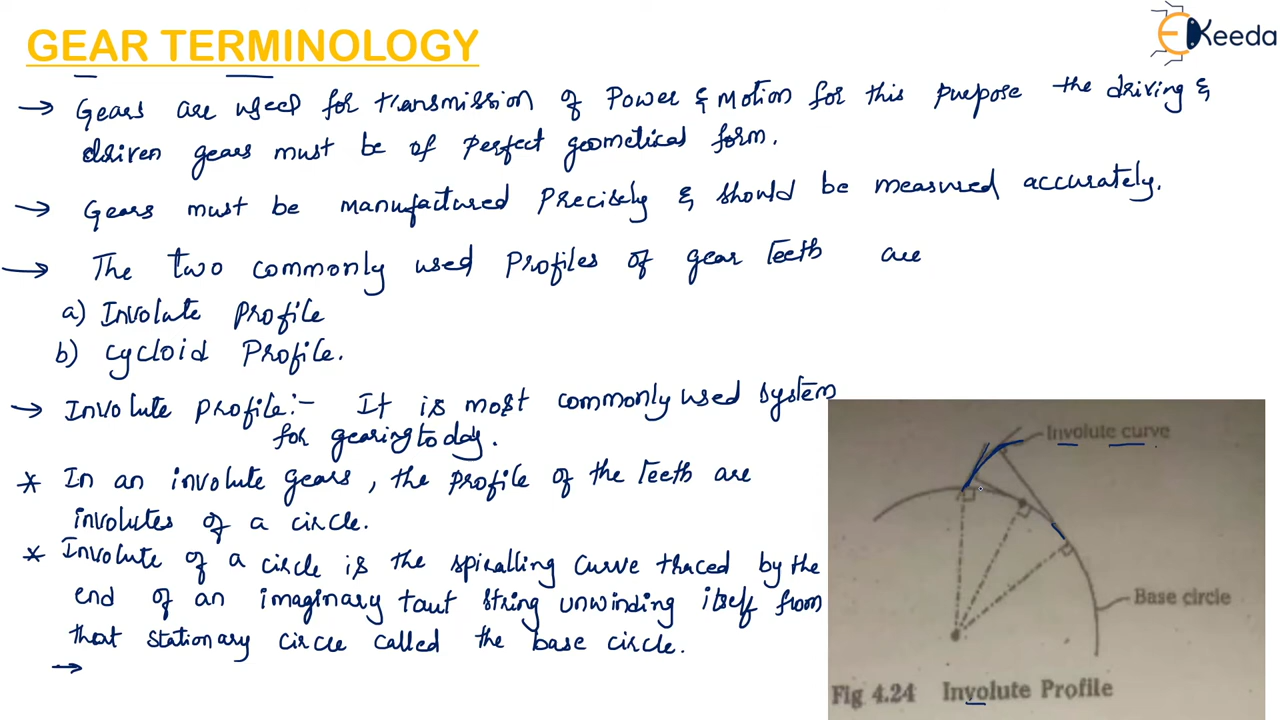 GEAR TERMINOLOGY
EKeeda
→ Gears are used for transmission of Power & Motion for this purpose the driving &
driven gears must be of perfect geometical form.
→ Gears must be manufactured Precisely & should be measured accurately.
→ The two commonly used Profiles of gear Teeth are
a) Involute Profile
b) Cycloid Profile.
→ Involute profile:- It is most commonly used system
for gearing today.
* In an involute gears, the profile of the Teeth are
involutes of a circle.
* Involute of a circle is the spiralling curve traced by the
end of an imaginary taut string unwinding itself from
that stationary circle called the base circle.
→
Involute curve
Base circle
Fig 4.24 Involute Profile